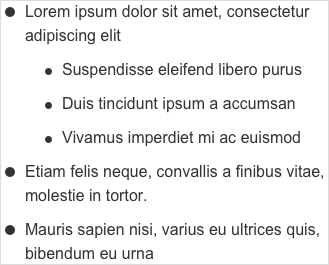 Lorem ipsum dolor sit amet, consectetur
adipiscing elit
Suspendisse eleifend libero purus
Duis tincidunt ipsum a accumsan
Vivamus imperdiet mi ac euismod
Etiam felis neque, convallis a finibus vitae,
molestie in tortor.
Mauris sapien nisi, varius eu ultrices quis,
bibendum eu urna